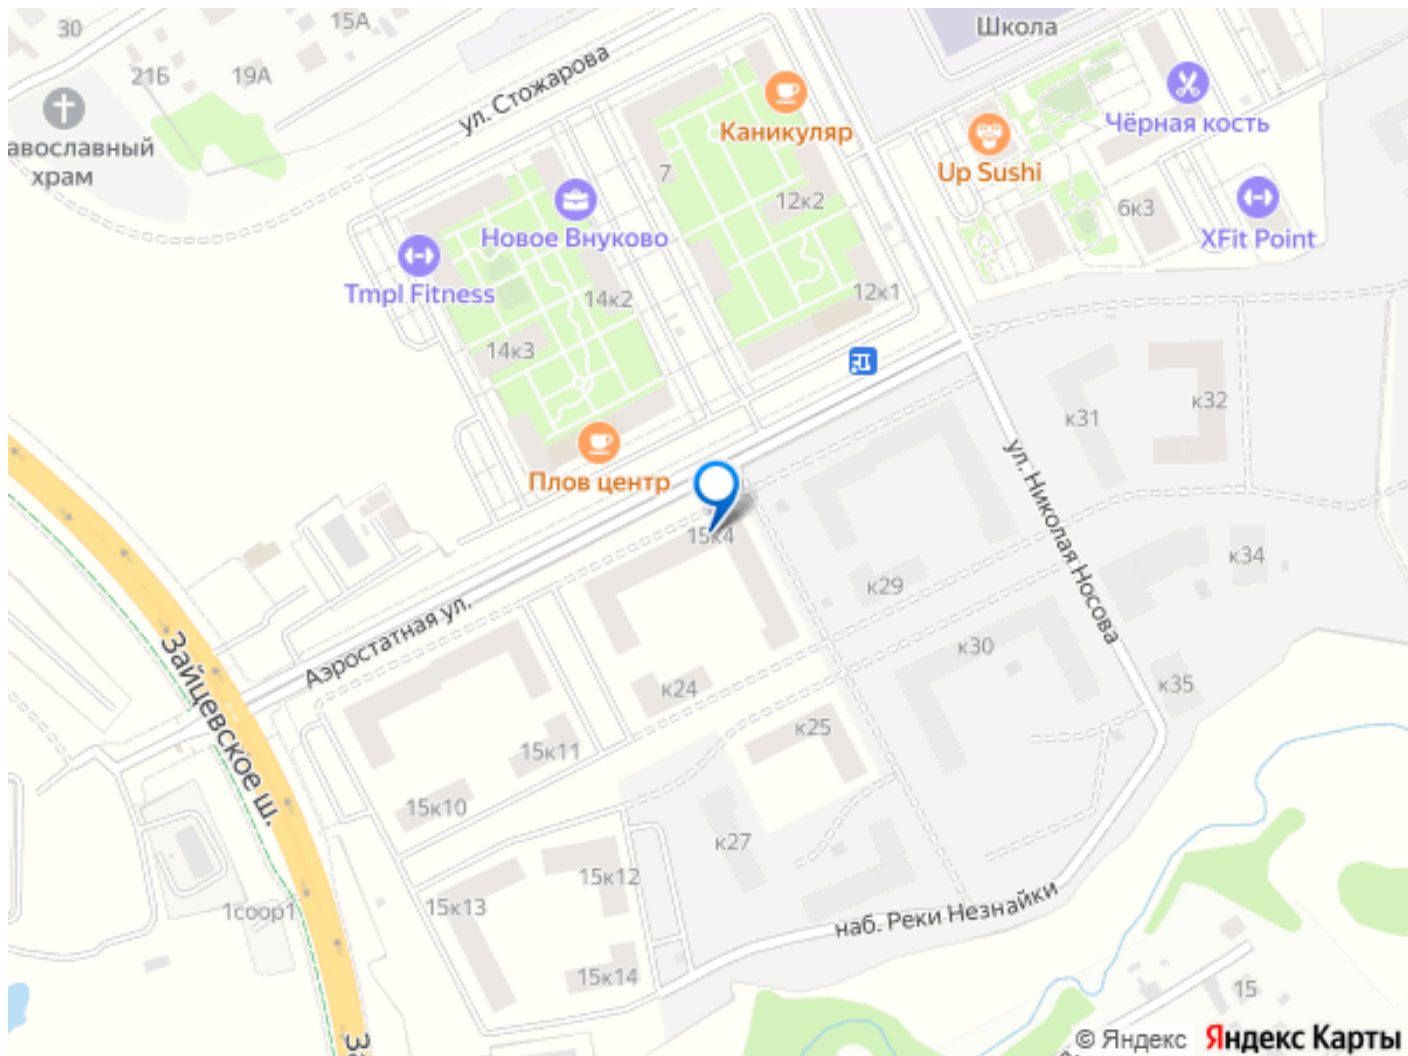 30
15А
Школа
21Б
19А
ул. Стожарова
Каникуляр
Чёрная кость
авославный
храм
Up Sushi
7
12к2
6к3
Новое Внуково
XFit Point
Tmpl Fitness
14к2
12к1
14к3
к31
к32
Плов центр
ул. Николая Носова
15к4
к34
к29
Аэростатная ул.
к30
Зайцевское ш.
к24
к35
к25
15к11
15к10
к27
15к12
15к13
1соор1
наб. Реки Незнайки
15к14
15
За
© Яндекс Яндекс Карты